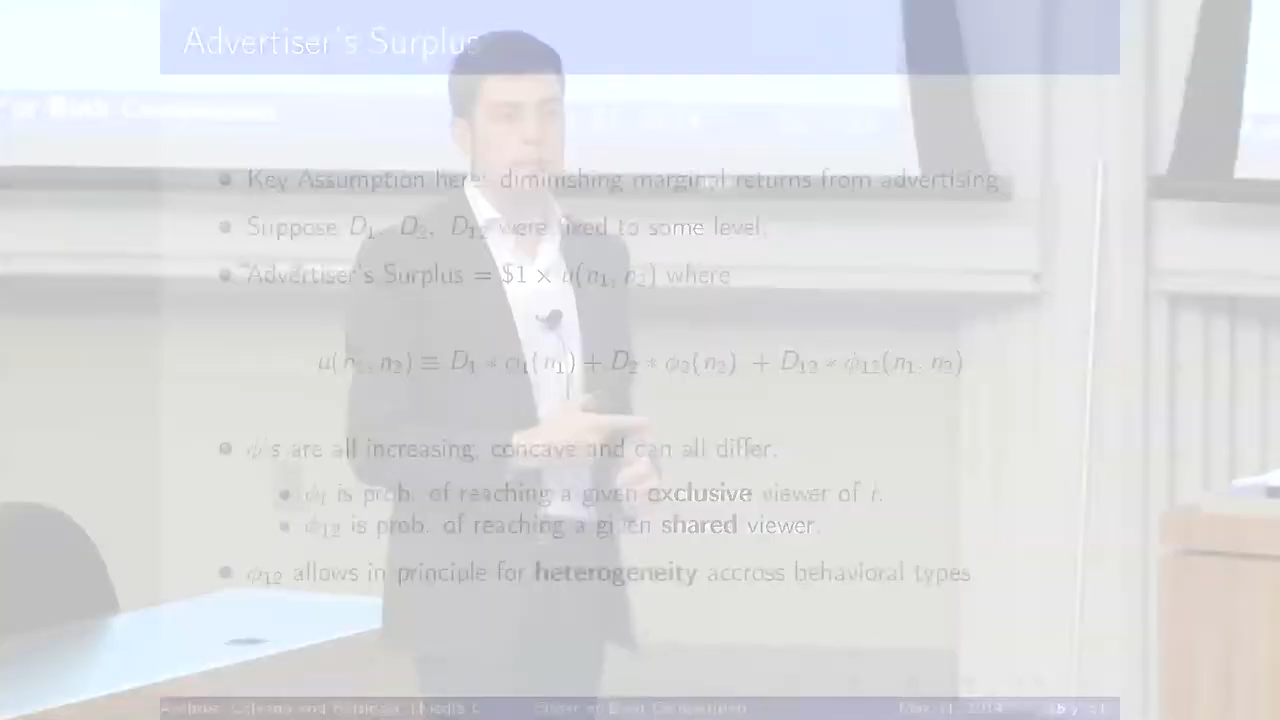 Advertiser's Surplus
• Key Assumption here: diminishing marginal returns from advertising
• Suppose D₁, D₂, D₁₂ were fixed to some level.
• Advertiser's Surplus = $1 × u(n₁, n₂) where
u(n₁, n₂) ≡ D₁ * ϕ₁(n₁) + D₂ * ϕ₂(n₂) + D₁₂ * ϕ₁₂(n₁, n₂)
• ϕ's are all increasing, concave and can all differ.
• ϕᵢ is prob. of reaching a given exclusive viewer of i.
• ϕ₁₂ is prob. of reaching a given shared viewer.
• ϕ₁₂ allows in principle for heterogeneity accross behavioral types